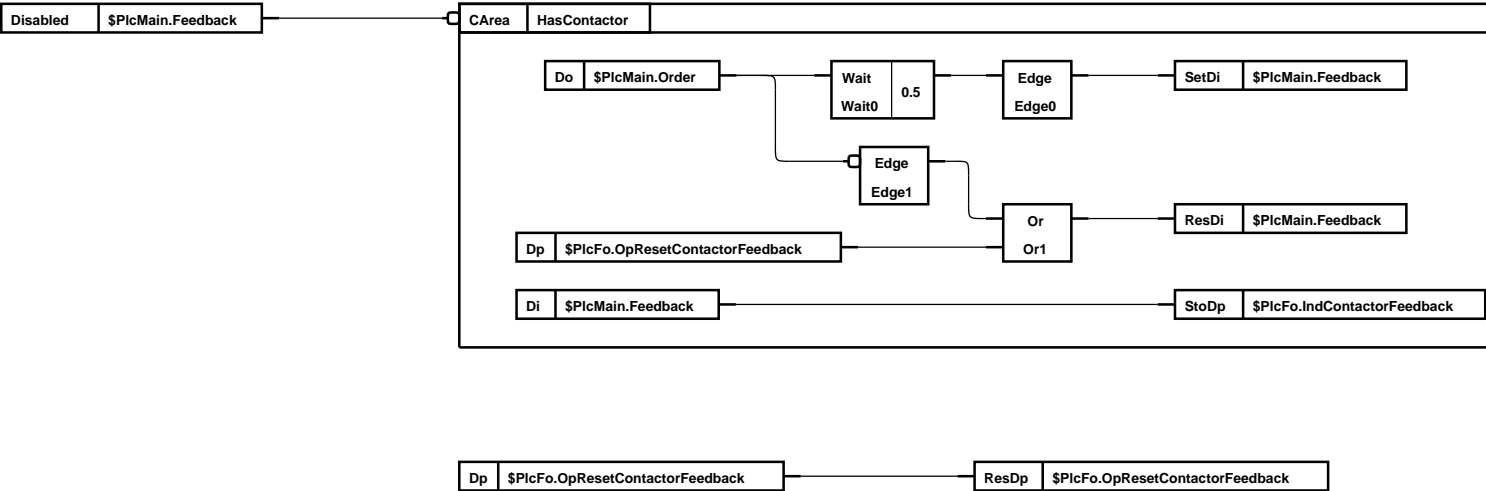 Disabled $PlcMain.Feedback CArea HasContactor
Do $PlcMain.Order Wait Edge SetDi $PlcMain.Feedback
Wait0 0.5 Edge0
Edge
Edge1
Or ResDi $PlcMain.Feedback
Dp $PlcFo.OpResetContactorFeedback Or1
Di $PlcMain.Feedback StoDp $PlcFo.IndContactorFeedback
Dp $PlcFo.OpResetContactorFeedback ResDp $PlcFo.OpResetContactorFeedback